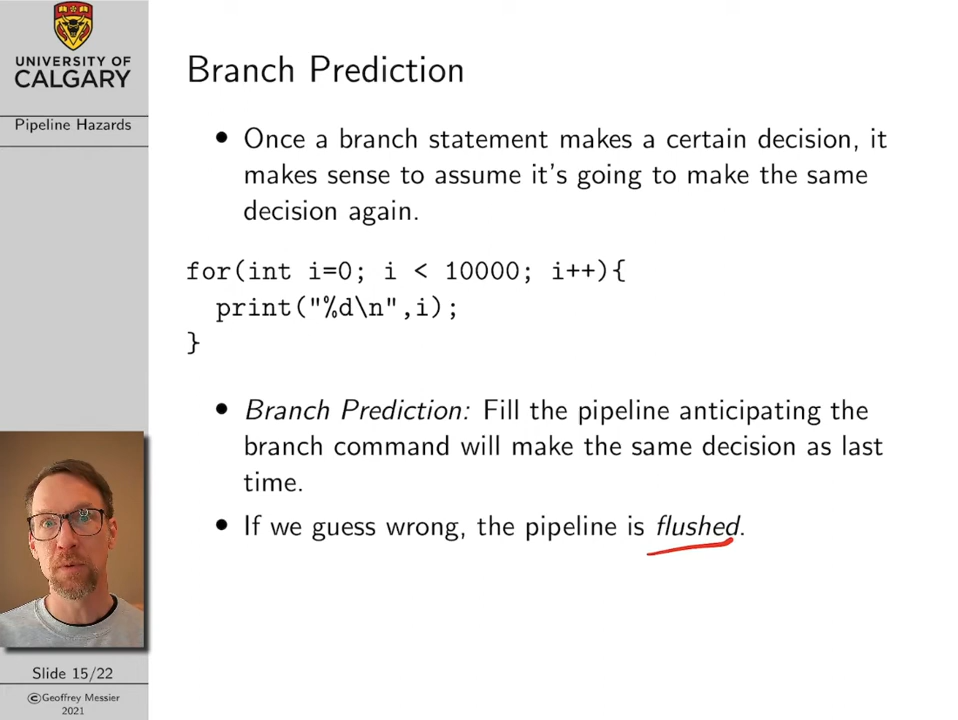 UNIVERSITY OF
CALGARY
Pipeline Hazards
Branch Prediction
• Once a branch statement makes a certain decision, it
makes sense to assume it's going to make the same
decision again.
for(int i=0; i < 10000; i++){
  print("%d\n",i);
}
• Branch Prediction: Fill the pipeline anticipating the
branch command will make the same decision as last
time.
• If we guess wrong, the pipeline is flushed.
Slide 15/22
©Geoffrey Messier
2021